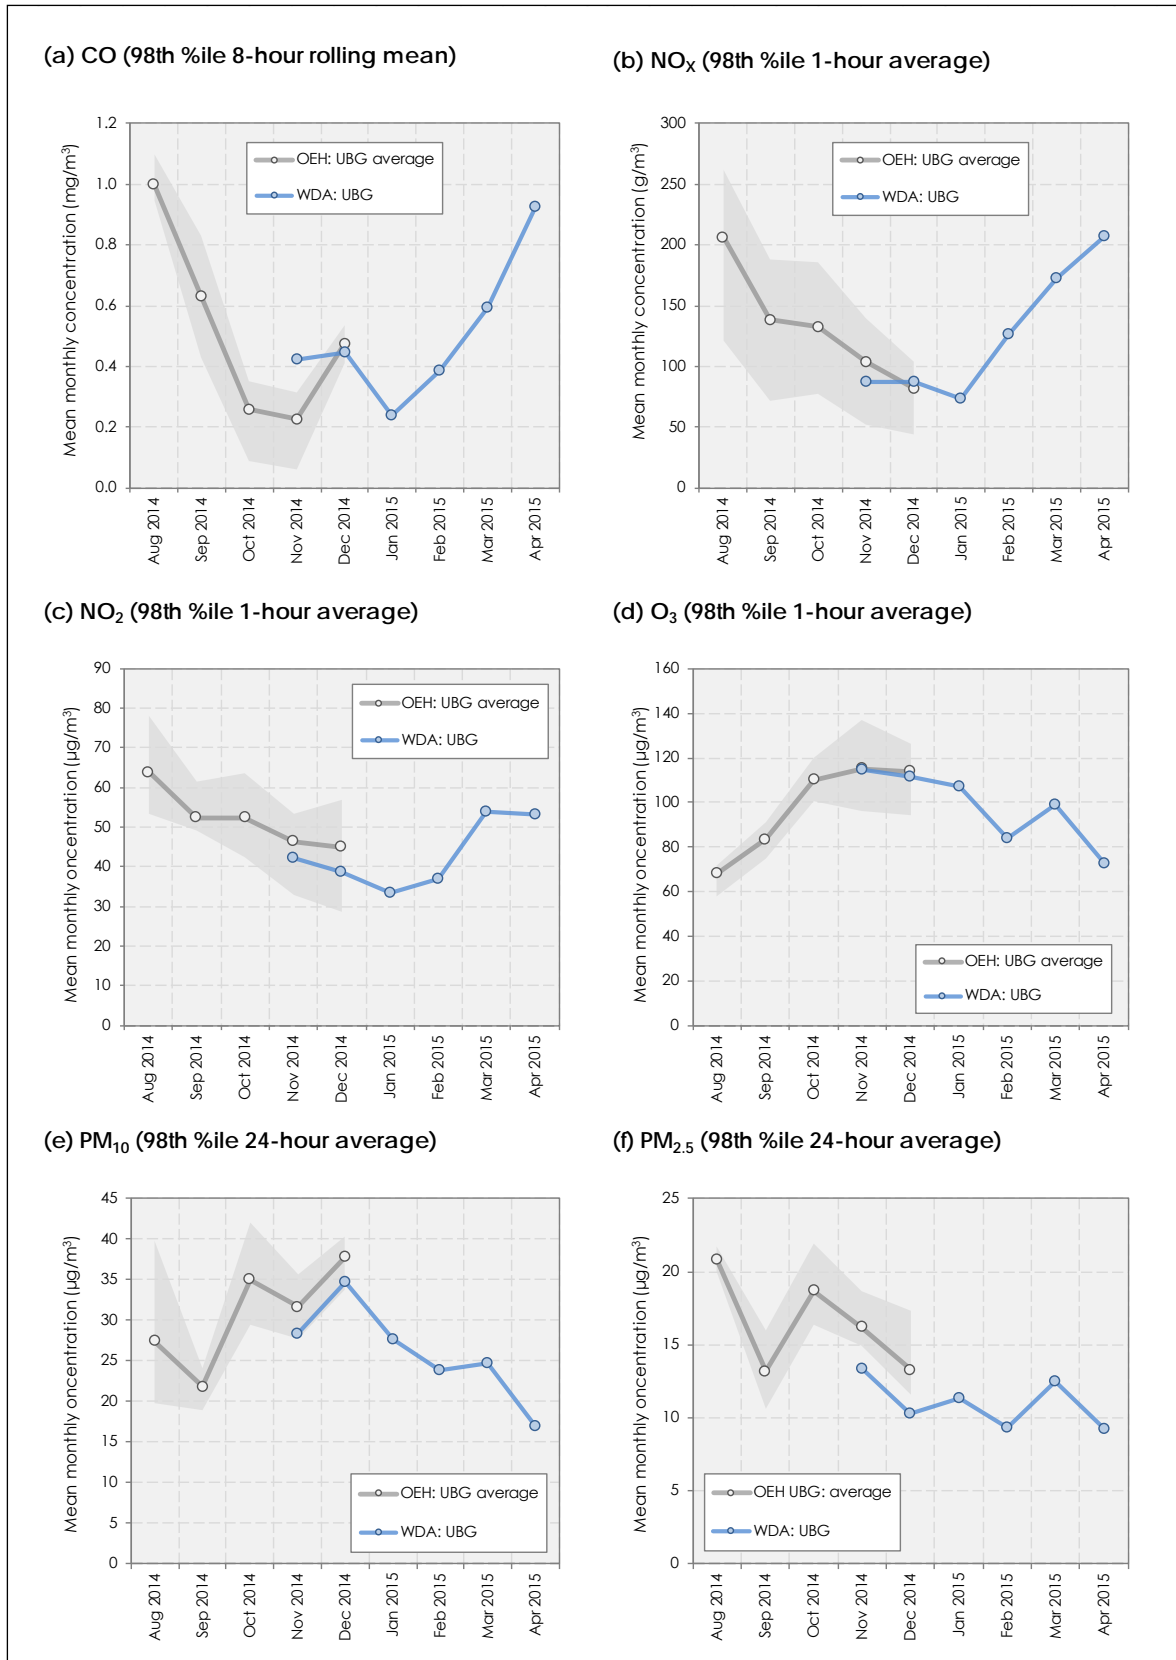 (a) CO (98th %ile 8-hour rolling mean)
Mean monthly concentration (mg/m³)
1.2
1.0
0.8
0.6
0.4
0.2
0.0
OEH: UBG average
WDA: UBG
Aug 2014
Sep 2014
Oct 2014
Nov 2014
Dec 2014
Jan 2015
Feb 2015
Mar 2015
Apr 2015
(b) NOX (98th %ile 1-hour average)
Mean monthly concentration (g/m³)
300
250
200
150
100
50
0
OEH: UBG average
WDA: UBG
Aug 2014
Sep 2014
Oct 2014
Nov 2014
Dec 2014
Jan 2015
Feb 2015
Mar 2015
Apr 2015
(c) NO₂ (98th %ile 1-hour average)
Mean monthly oncentration (µg/m³)
90
80
70
60
50
40
30
20
10
0
OEH: UBG average
WDA: UBG
Aug 2014
Sep 2014
Oct 2014
Nov 2014
Dec 2014
Jan 2015
Feb 2015
Mar 2015
Apr 2015
(d) O₃ (98th %ile 1-hour average)
Mean monthly oncentration (µg/m³)
160
140
120
100
80
60
40
20
0
OEH: UBG average
WDA: UBG
Aug 2014
Sep 2014
Oct 2014
Nov 2014
Dec 2014
Jan 2015
Feb 2015
Mar 2015
Apr 2015
(e) PM₁₀ (98th %ile 24-hour average)
Mean monthly oncentration (µg/m³)
45
40
35
30
25
20
15
10
5
0
OEH: UBG average
WDA: UBG
Aug 2014
Sep 2014
Oct 2014
Nov 2014
Dec 2014
Jan 2015
Feb 2015
Mar 2015
Apr 2015
(f) PM₂.₅ (98th %ile 24-hour average)
Mean monthly oncentration (µg/m³)
25
20
15
10
5
0
OEH UBG: average
WDA: UBG
Aug 2014
Sep 2014
Oct 2014
Nov 2014
Dec 2014
Jan 2015
Feb 2015
Mar 2015
Apr 2015